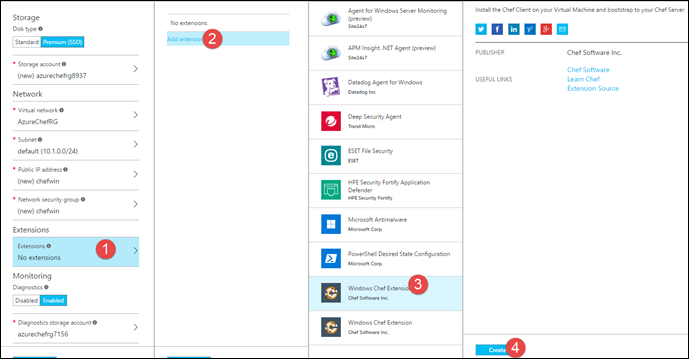 Storage
Disk type
Standard Premium (SSD)
* Storage account
(new) azurechefrg8937
Network
* Virtual network
AzureChefRG
* Subnet
default (10.1.0.0/24)
* Public IP address
(new) chefwin
* Network security group
(new) chefwin
Extensions
Extensions
No extensions
1
Monitoring
Diagnostics
Disabled Enabled
* Diagnostics storage account
azurechefrg7156
No extensions
Add extension
2
Agent for Windows Server Monitoring
(preview)
Site24x7
APM Insight .NET Agent (preview)
Site24x7
Datadog Agent for Windows
Datadog Inc.
Deep Security Agent
Trend Micro
ESET File Security
ESET
HPE Security Fortify Application
Defender
HPE Security Fortify
Microsoft Antimalware
Microsoft Corp.
PowerShell Desired State Configuration
Microsoft Corp.
Windows Chef Extension
3
Chef Software Inc.
Windows Chef Extension
Chef Software Inc.
Install the Chef Client on your Virtual Machine and bootstrap to your Chef Server
PUBLISHER Chef Software Inc.
USEFUL LINKS Chef Software
Learn Chef
Extension Source
Create
4